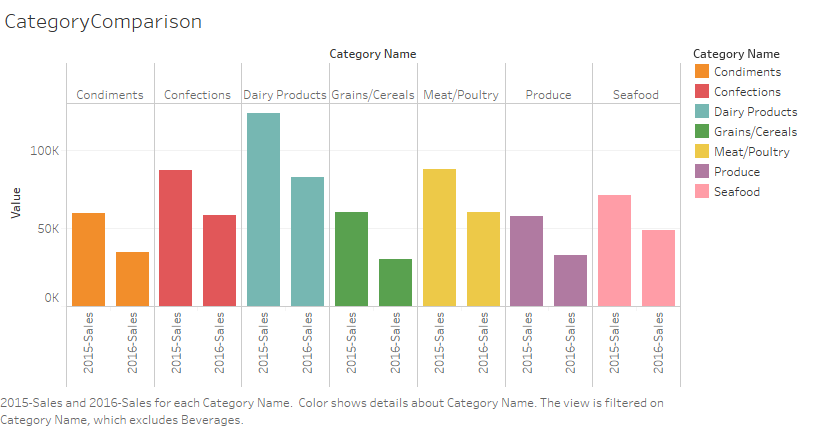 CategoryComparison
Category Name
Condiments Confections Dairy Products Grains/Cereals Meat/Poultry Produce Seafood
100K
50K
0K
Value
2015-Sales 2016-Sales 2015-Sales 2016-Sales 2015-Sales 2016-Sales 2015-Sales 2016-Sales 2015-Sales 2016-Sales 2015-Sales 2016-Sales 2015-Sales 2016-Sales
Category Name
Condiments
Confections
Dairy Products
Grains/Cereals
Meat/Poultry
Produce
Seafood
2015-Sales and 2016-Sales for each Category Name. Color shows details about Category Name. The view is filtered on
Category Name, which excludes Beverages.